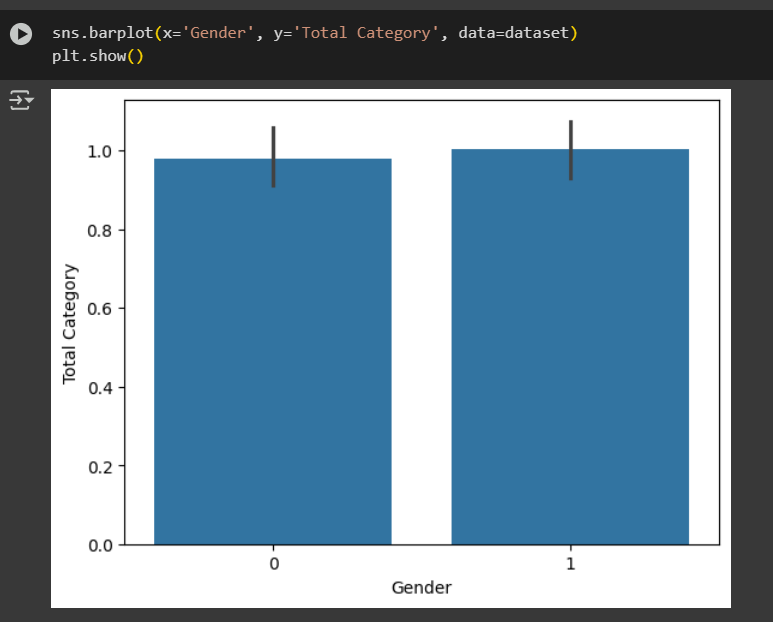 sns.barplot(x='Gender', y='Total Category', data=dataset)
plt.show()
1.0
0.8
0.6
0.4
0.2
0.0
Total Category
0 1
Gender